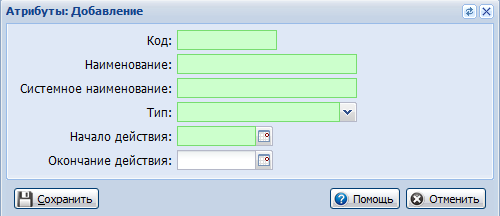 Атрибуты: Добавление
Код:
Наименование:
Системное наименование:
Тип:
Начало действия:
Окончание действия:
Сохранить Помощь Отменить